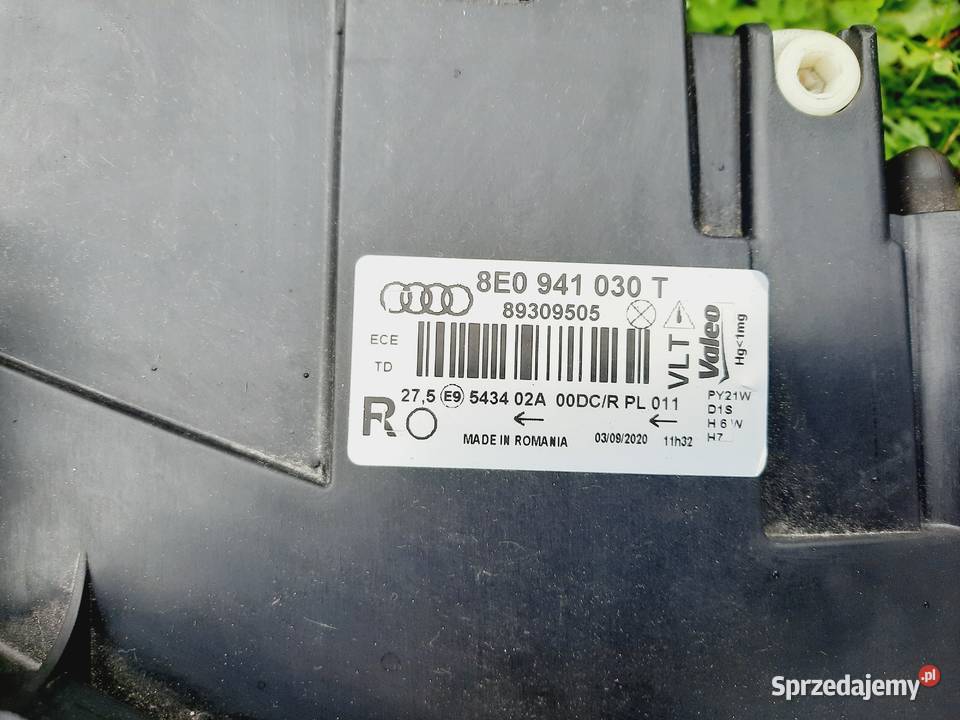 8E0 941 030 T
89309505
ECE
TD
VLT
Valeo
Hg<1mg
27,5 E9 5434 02A 00DC/R PL 011
R
MADE IN ROMANIA 03/09/2020 11h32
PY21W
D1S
H6W
H7
Sprzedajemy.pl